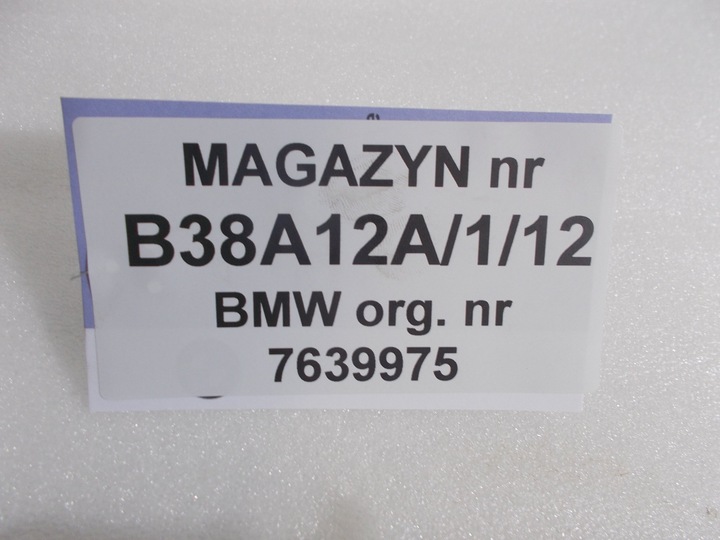 MAGAZYN nr
B38A12A/1/12
BMW org. nr
7639975